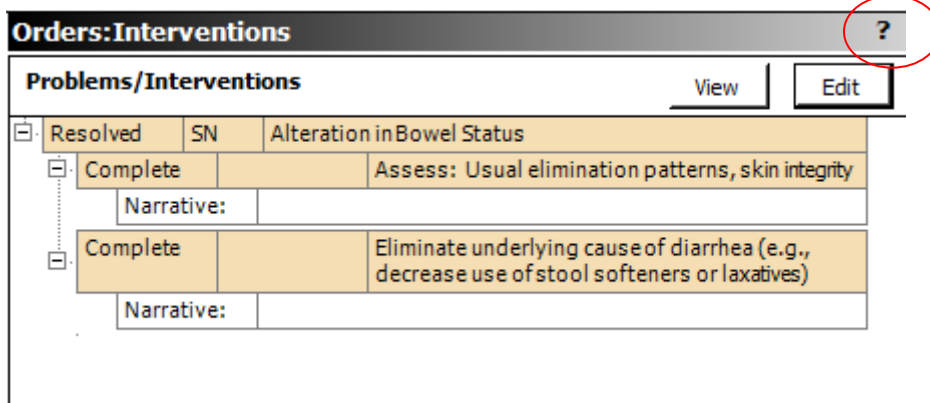 Orders:Interventions ?
Problems/Interventions View Edit
Resolved SN Alteration in Bowel Status
Complete Assess: Usual elimination patterns, skin integrity
Narrative:
Complete Eliminate underlying cause of diarrhea (e.g.,
decrease use of stool softeners or laxatives)
Narrative: